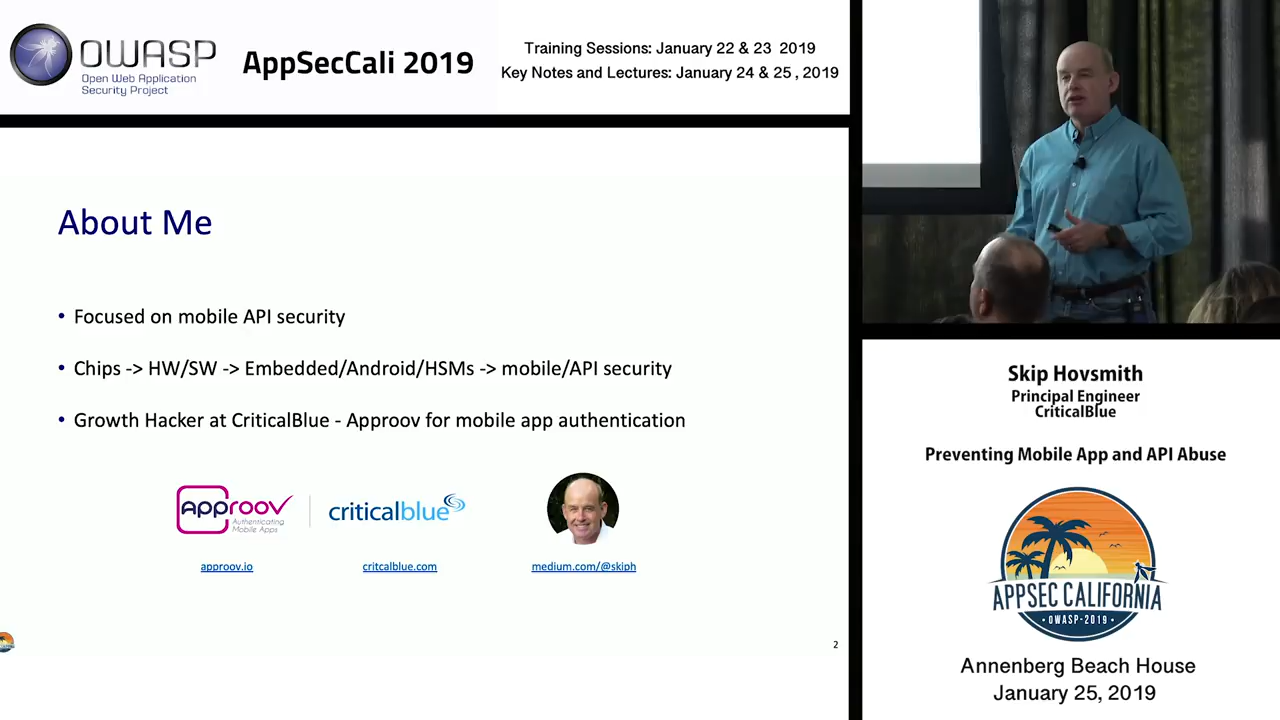 OWASP
Open Web Application
Security Project
AppSecCali 2019
Training Sessions: January 22 & 23 2019
Key Notes and Lectures: January 24 & 25, 2019
About Me
• Focused on mobile API security
• Chips -> HW/SW -> Embedded/Android/HSMs -> mobile/API security
• Growth Hacker at CriticalBlue - Approov for mobile app authentication
approov
Authenticating
Mobile Apps
criticalblue
approov.io
critcalblue.com
medium.com/@skiph
2
Skip Hovsmith
Principal Engineer
CriticalBlue
Preventing Mobile App and API Abuse
APPSEC CALIFORNIA
•OWASP-2019•
Annenberg Beach House
January 25, 2019